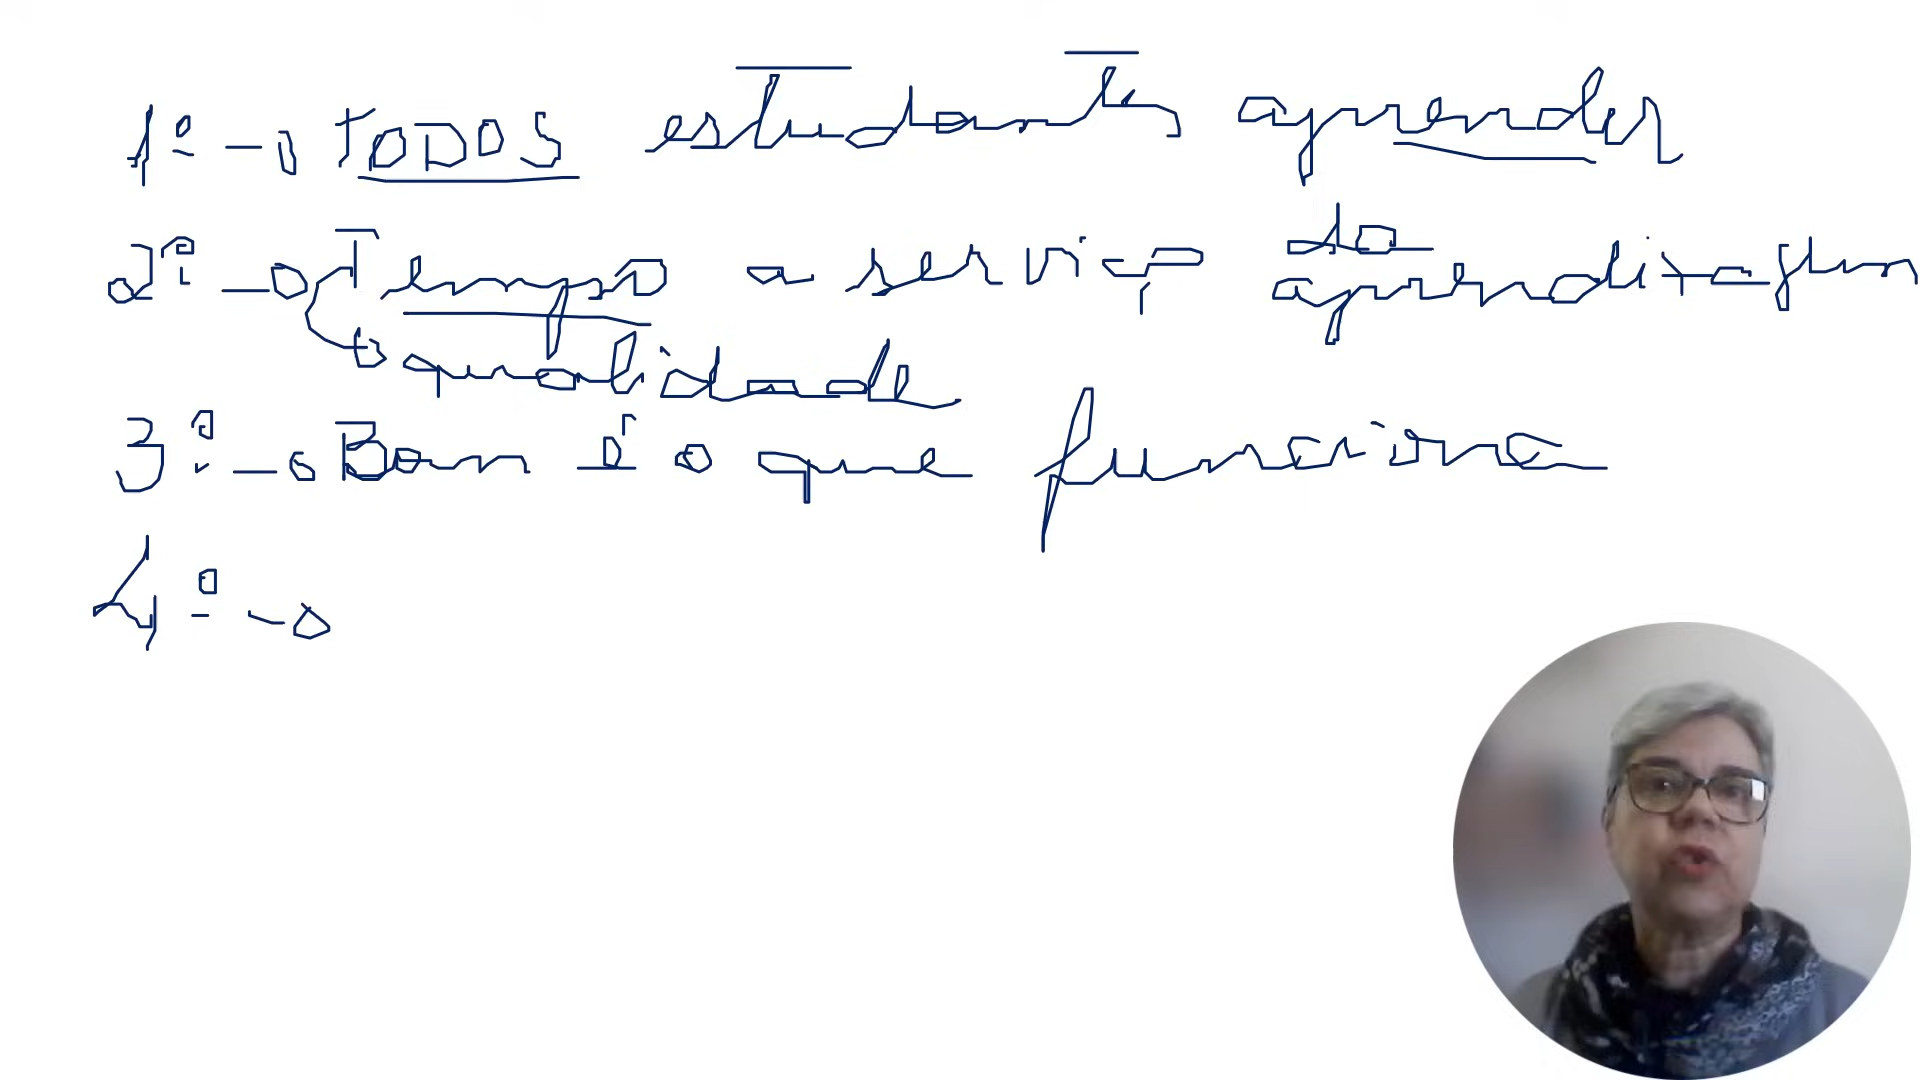 1º → TODOS estudantes aprender
2º → Tempo a serviço da aprendizagem
→ qualidade
3º → Bom é o que funciona
4º →